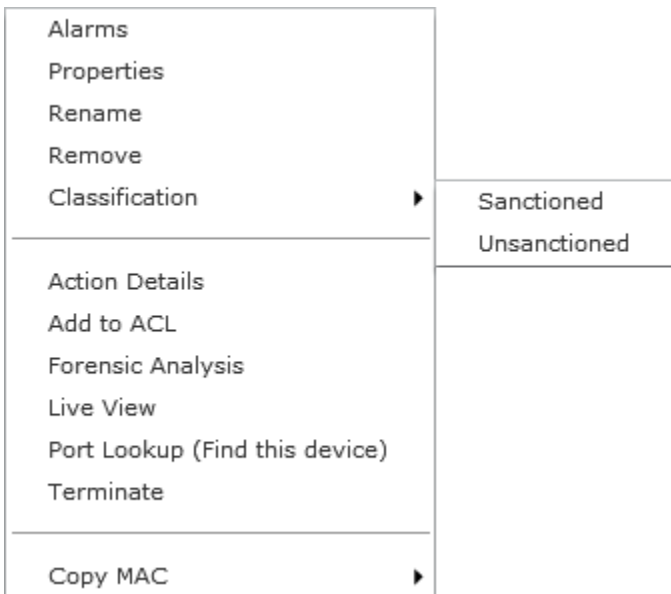 Alarms
Properties
Rename
Remove
Classification
Sanctioned
Unsanctioned
Action Details
Add to ACL
Forensic Analysis
Live View
Port Lookup (Find this device)
Terminate
Copy MAC